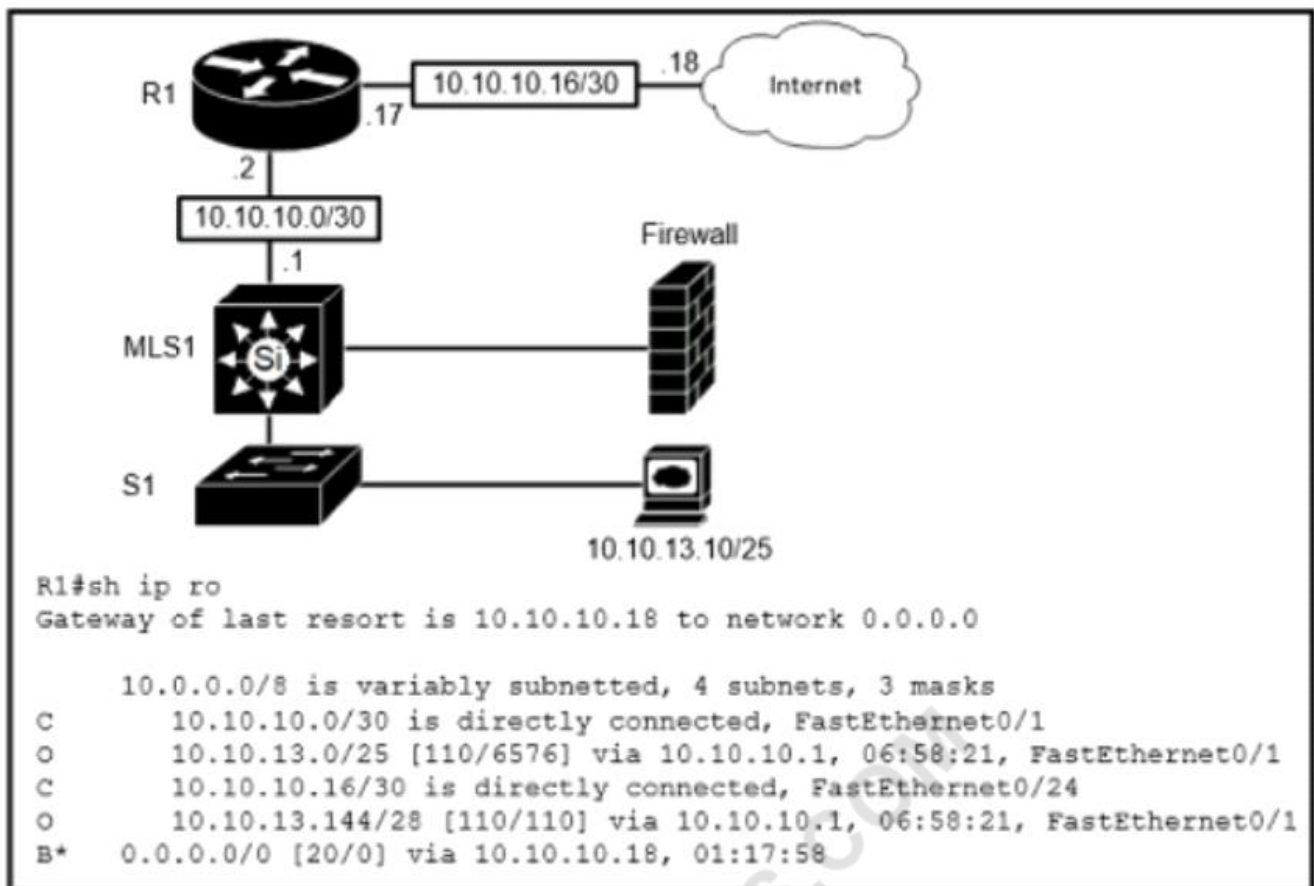 R1
.17
10.10.10.16/30
.18
Internet
.2
10.10.10.0/30
.1
Firewall
MLS1
Si
S1
10.10.13.10/25
R1#sh ip ro
Gateway of last resort is 10.10.10.18 to network 0.0.0.0
10.0.0.0/8 is variably subnetted, 4 subnets, 3 masks
C 10.10.10.0/30 is directly connected, FastEthernet0/1
O 10.10.13.0/25 [110/6576] via 10.10.10.1, 06:58:21, FastEthernet0/1
C 10.10.10.16/30 is directly connected, FastEthernet0/24
O 10.10.13.144/28 [110/110] via 10.10.10.1, 06:58:21, FastEthernet0/1
B* 0.0.0.0/0 [20/0] via 10.10.10.18, 01:17:58